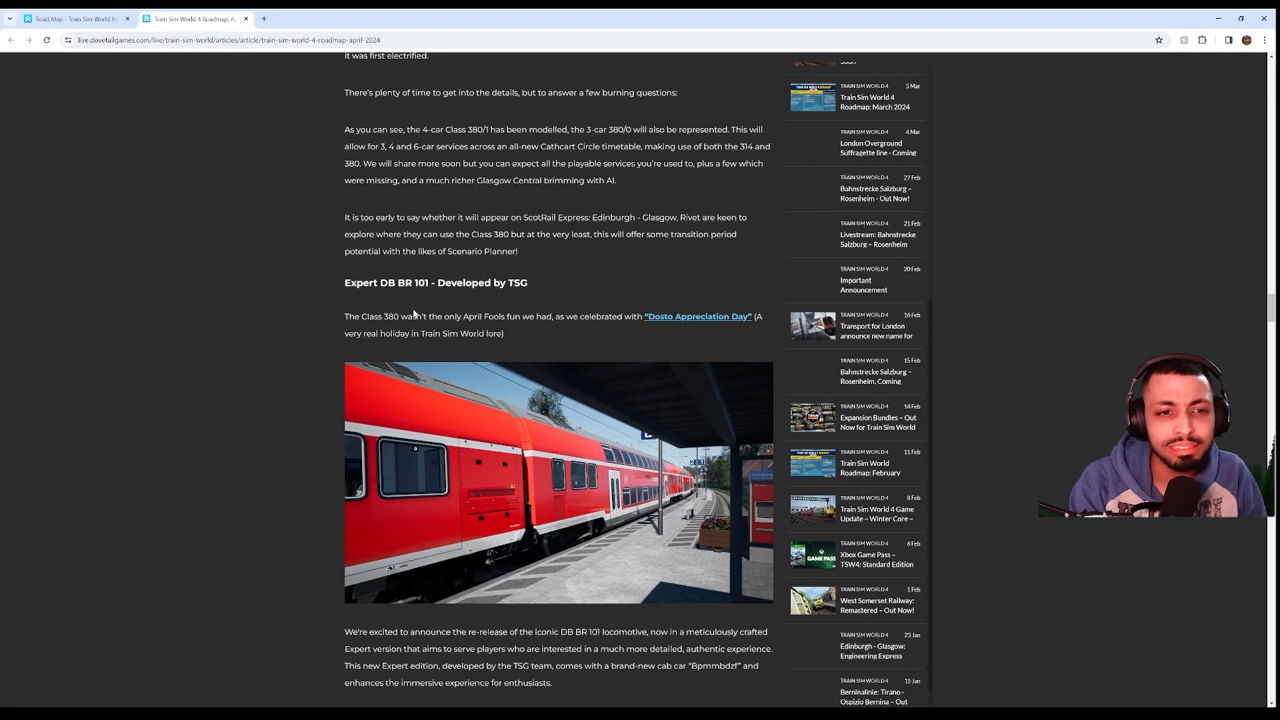 Road Map - Train Sim World R
Train Sim World 4 Roadmap: Ap
live.dovetailgames.com/live/train-sim-world/articles/article/train-sim-world-4-roadmap-april-2024
it was first electrified.
There's plenty of time to get into the details, but to answer a few burning questions:
As you can see, the 4-car Class 380/1 has been modelled, the 3-car 380/0 will also be represented. This will
allow for 3, 4 and 6-car services across an all-new Cathcart Circle timetable, making use of both the 314 and
380. We will share more soon but you can expect all the playable services you're used to, plus a few which
were missing, and a much richer Glasgow Central brimming with AI.
It is too early to say whether it will appear on ScotRail Express: Edinburgh - Glasgow, Rivet are keen to
explore where they can use the Class 380 but at the very least, this will offer some transition period
potential with the likes of Scenario Planner!
Expert DB BR 101 - Developed by TSG
The Class 380 wasn't the only April Fools fun we had, as we celebrated with "Dosto Appreciation Day" (A
very real holiday in Train Sim World lore)
We're excited to announce the re-release of the iconic DB BR 101 locomotive, now in a meticulously crafted
Expert version that aims to serve players who are interested in a much more detailed, authentic experience.
This new Expert edition, developed by the TSG team, comes with a brand-new cab car "Bpmmbdzf" and
enhances the immersive experience for enthusiasts.
Soon
TRAIN SIM WORLD 4 5 Mar
Train Sim World 4
Roadmap: March 2024
TRAIN SIM WORLD 4 4 Mar
London Overground
Suffragette line - Coming
TRAIN SIM WORLD 4 27 Feb
Bahnstrecke Salzburg –
Rosenheim - Out Now!
TRAIN SIM WORLD 4 21 Feb
Livestream: Bahnstrecke
Salzburg – Rosenheim
TRAIN SIM WORLD 4 20 Feb
Important
Announcement
TRAIN SIM WORLD 4 16 Feb
Transport for London
announce new name for
TRAIN SIM WORLD 4 15 Feb
Bahnstrecke Salzburg –
Rosenheim, Coming
TRAIN SIM WORLD 4 14 Feb
Expansion Bundles – Out
Now for Train Sim World
TRAIN SIM WORLD 4 11 Feb
Train Sim World
Roadmap: February
TRAIN SIM WORLD 4 8 Feb
Train Sim World 4 Game
Update – Winter Core –
TRAIN SIM WORLD 4 6 Feb
Xbox Game Pass –
TSW4: Standard Edition
TRAIN SIM WORLD 4 1 Feb
West Somerset Railway:
Remastered – Out Now!
TRAIN SIM WORLD 4 23 Jan
Edinburgh - Glasgow:
Engineering Express
TRAIN SIM WORLD 4 15 Jan
Berninalinie: Tirano -
Ospizio Bernina – Out
GAME PASS